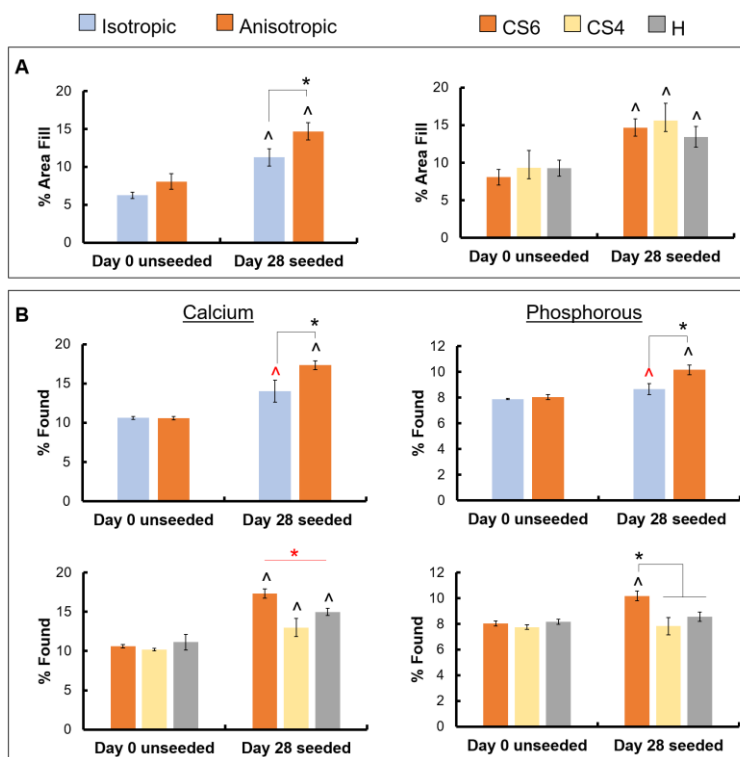 Isotropic Anisotropic CS6 CS4 H
A
20
15
10
5
0
% Area Fill
^
*
^
Day 0 unseeded Day 28 seeded
20
15
10
5
0
% Area Fill
^ ^ ^
Day 0 unseeded Day 28 seeded
B
Calcium
20
15
10
5
0
% Found
^
*
^
Day 0 unseeded Day 28 seeded
Phosphorous
12
10
8
6
4
2
0
% Found
^
*
^
Day 0 unseeded Day 28 seeded
20
15
10
5
0
% Found
*
^ ^ ^
Day 0 unseeded Day 28 seeded
12
10
8
6
4
2
0
% Found
*
^
Day 0 unseeded Day 28 seeded